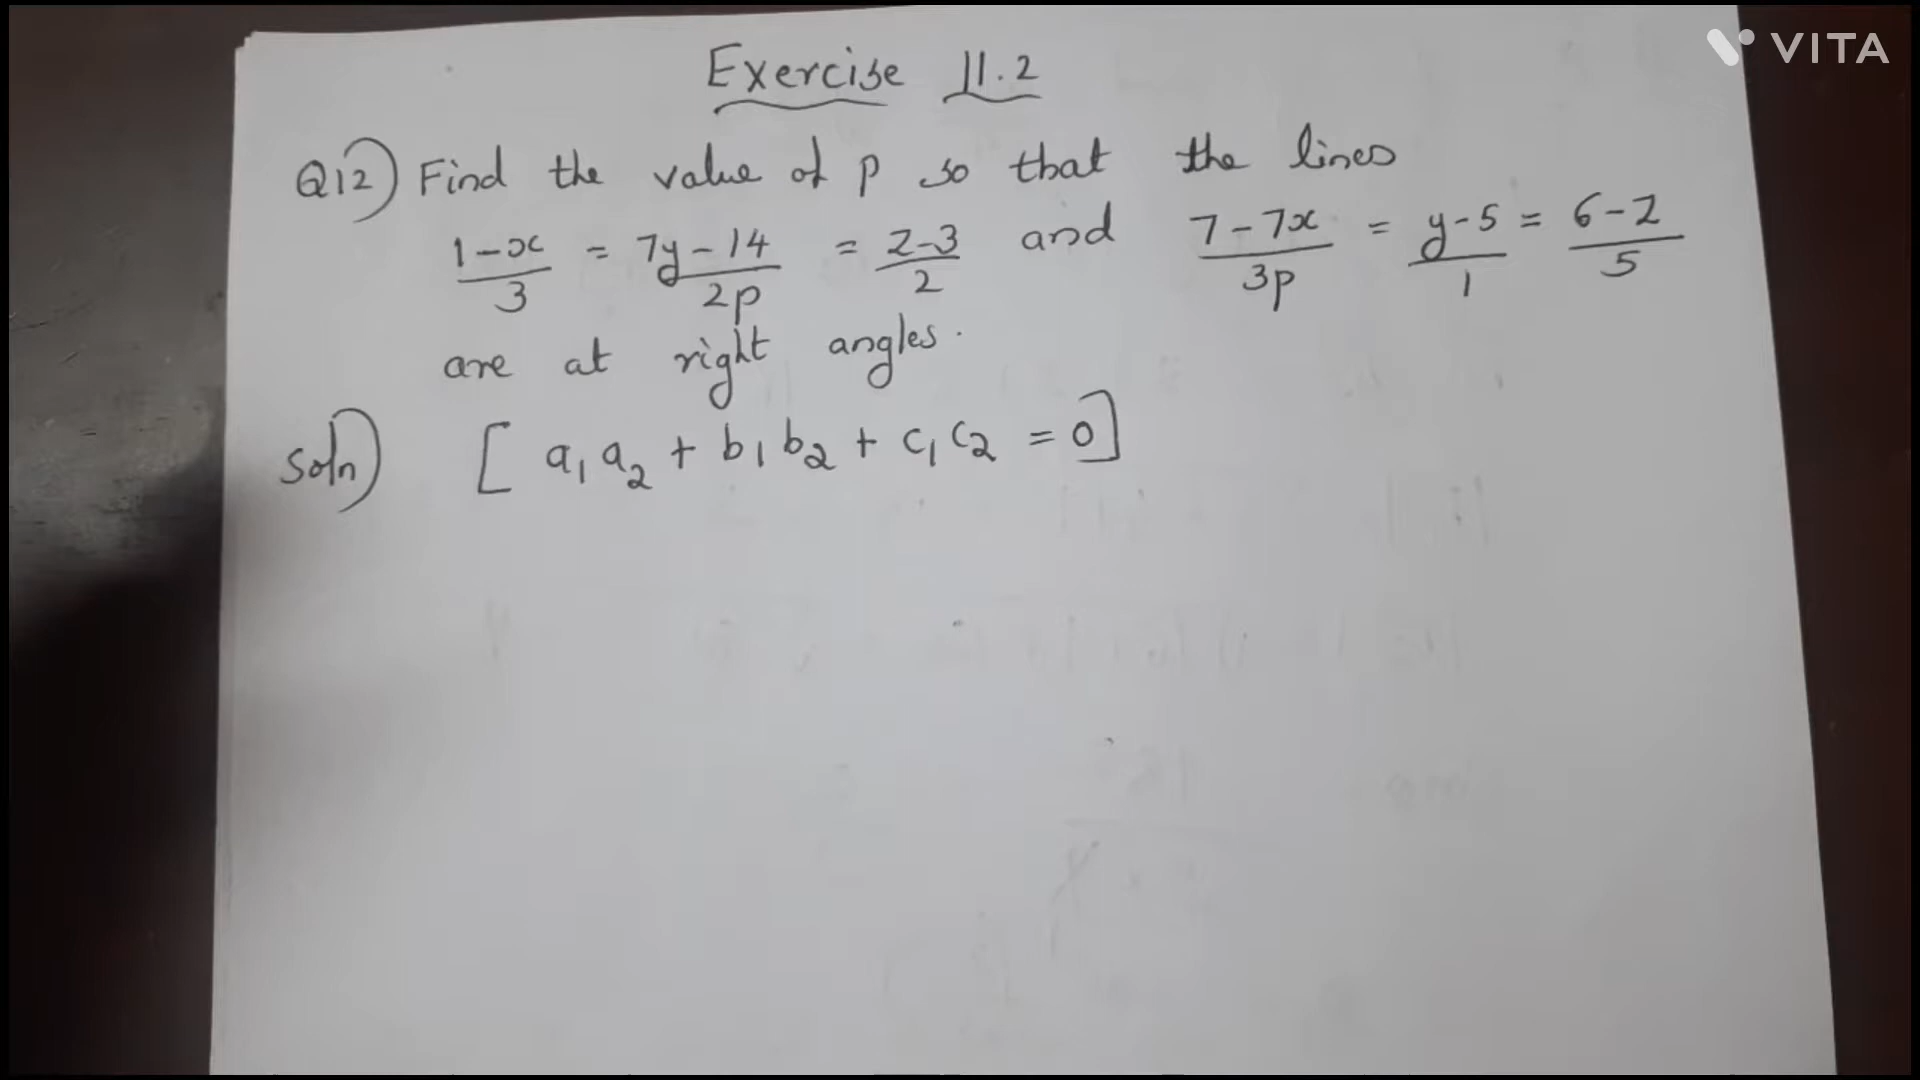 VITA
Exercise 11.2
Q12) Find the value of p so that the lines
1-x/3 = 7y-14/2p = z-3/2 and 7-7x/3p = y-5/1 = 6-z/5
are at right angles.
Soln) [ a₁a₂ + b₁b₂ + c₁c₂ = 0]